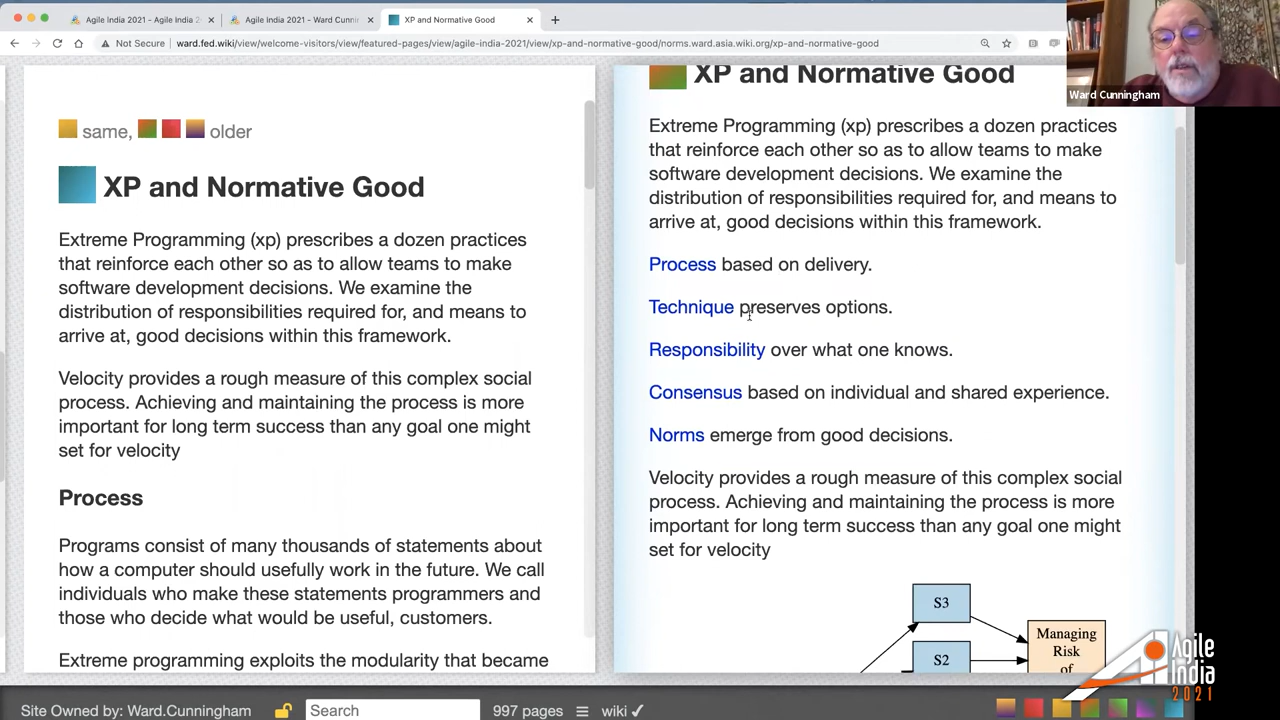 Agile India 2021 - Agile India 2
Agile India 2021 - Ward Cunni
XP and Normative Good
Not Secure
ward.fed.wiki/view/welcome-visitors/view/featured-pages/view/agile-india-2021/view/xp-and-normative-good/norms.ward.asia.wiki.org/xp-and-normative-good
Ward Cunningham
same,
older
XP and Normative Good
Extreme Programming (xp) prescribes a dozen practices
that reinforce each other so as to allow teams to make
software development decisions. We examine the
distribution of responsibilities required for, and means to
arrive at, good decisions within this framework.
Velocity provides a rough measure of this complex social
process. Achieving and maintaining the process is more
important for long term success than any goal one might
set for velocity
Process
Programs consist of many thousands of statements about
how a computer should usefully work in the future. We call
individuals who make these statements programmers and
those who decide what would be useful, customers.
Extreme programming exploits the modularity that became
XP and Normative Good
Extreme Programming (xp) prescribes a dozen practices
that reinforce each other so as to allow teams to make
software development decisions. We examine the
distribution of responsibilities required for, and means to
arrive at, good decisions within this framework.
Process based on delivery.
Technique preserves options.
Responsibility over what one knows.
Consensus based on individual and shared experience.
Norms emerge from good decisions.
Velocity provides a rough measure of this complex social
process. Achieving and maintaining the process is more
important for long term success than any goal one might
set for velocity
S3
S2
Managing
Risk
of
Agile
India
2021
Site Owned by: Ward.Cunningham
Search
997 pages
wiki ✓